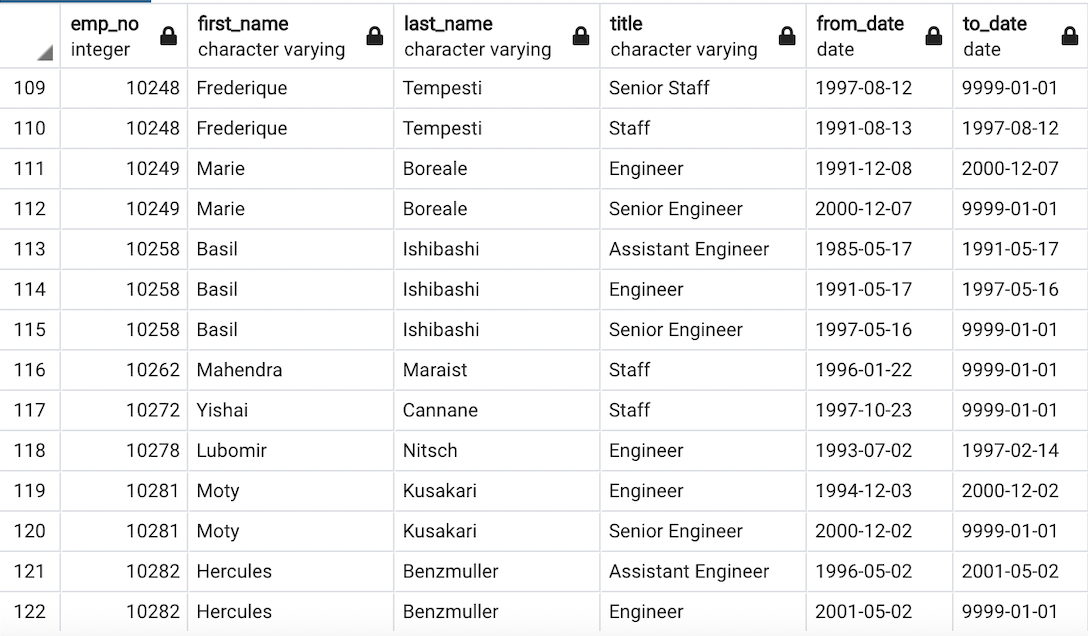 emp_no first_name last_name title from_date to_date
integer character varying character varying character varying date date
109 10248 Frederique Tempesti Senior Staff 1997-08-12 9999-01-01
110 10248 Frederique Tempesti Staff 1991-08-13 1997-08-12
111 10249 Marie Boreale Engineer 1991-12-08 2000-12-07
112 10249 Marie Boreale Senior Engineer 2000-12-07 9999-01-01
113 10258 Basil Ishibashi Assistant Engineer 1985-05-17 1991-05-17
114 10258 Basil Ishibashi Engineer 1991-05-17 1997-05-16
115 10258 Basil Ishibashi Senior Engineer 1997-05-16 9999-01-01
116 10262 Mahendra Maraist Staff 1996-01-22 9999-01-01
117 10272 Yishai Cannane Staff 1997-10-23 9999-01-01
118 10278 Lubomir Nitsch Engineer 1993-07-02 1997-02-14
119 10281 Moty Kusakari Engineer 1994-12-03 2000-12-02
120 10281 Moty Kusakari Senior Engineer 2000-12-02 9999-01-01
121 10282 Hercules Benzmuller Assistant Engineer 1996-05-02 2001-05-02
122 10282 Hercules Benzmuller Engineer 2001-05-02 9999-01-01